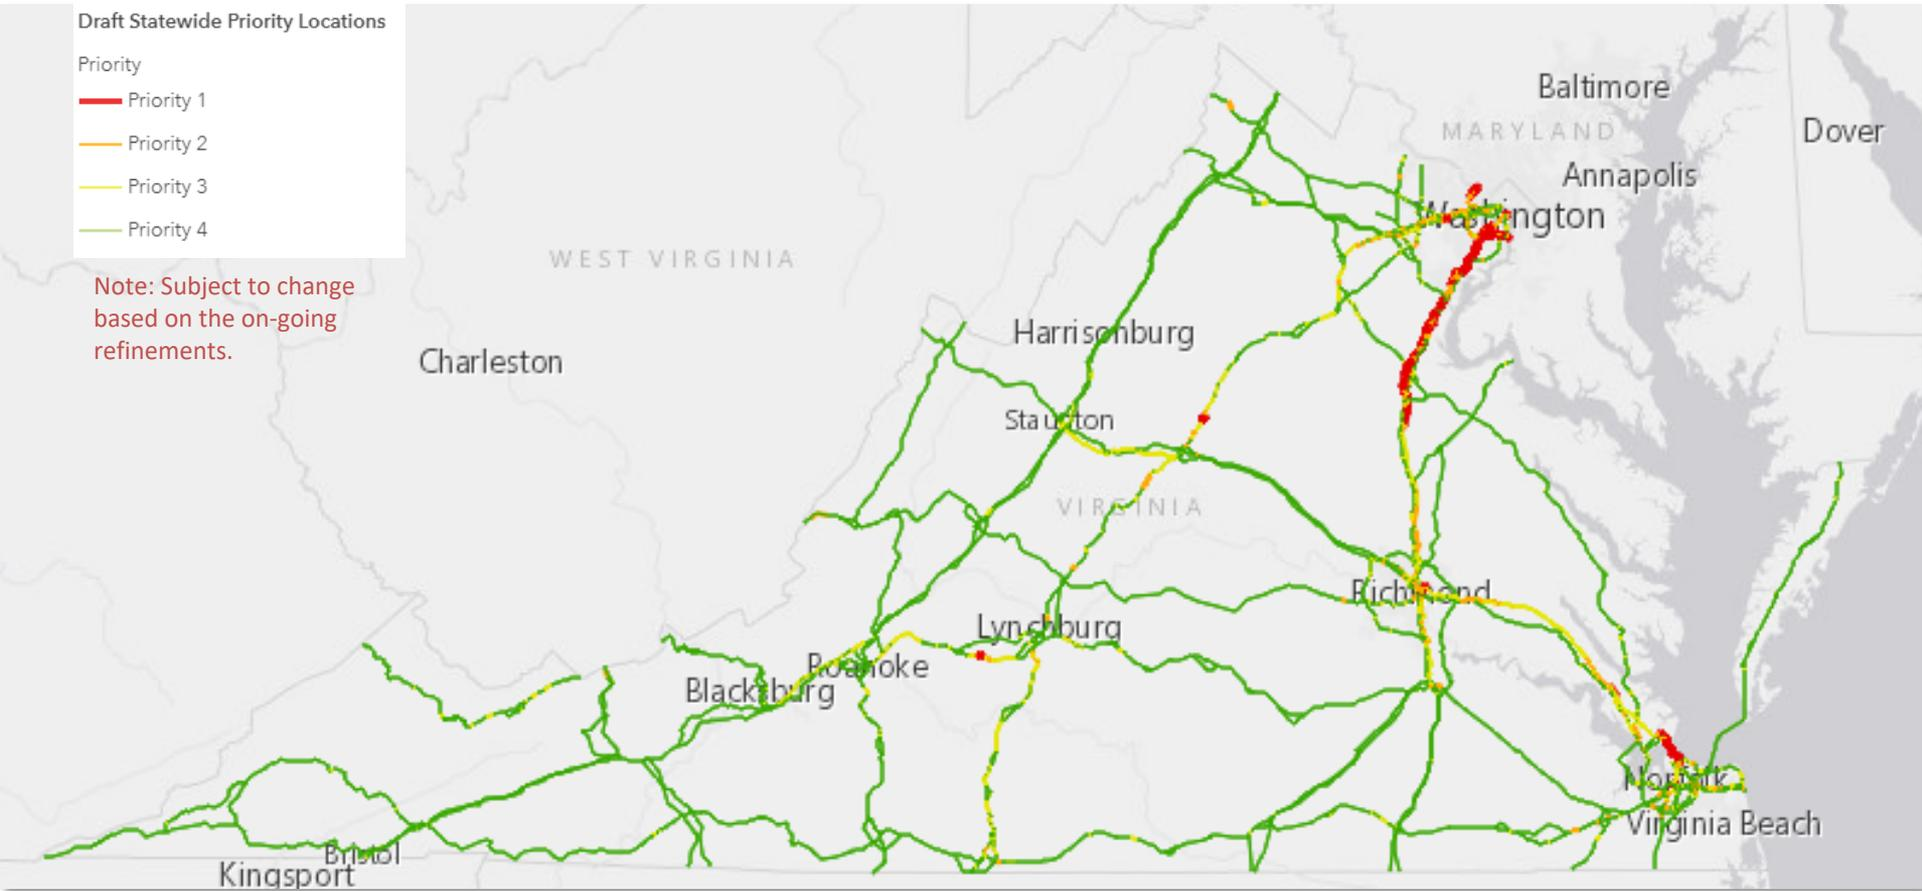 Draft Statewide Priority Locations
Priority
Priority 1
Priority 2
Priority 3
Priority 4
Note: Subject to change
based on the on-going
refinements.
Baltimore
MARYLAND
Dover
Annapolis
Washington
WEST VIRGINIA
Harrisonburg
Charleston
Staunton
VIRGINIA
Richmond
Lynchburg
Roanoke
Blacksburg
Norfolk
Virginia Beach
Bristol
Kingsport